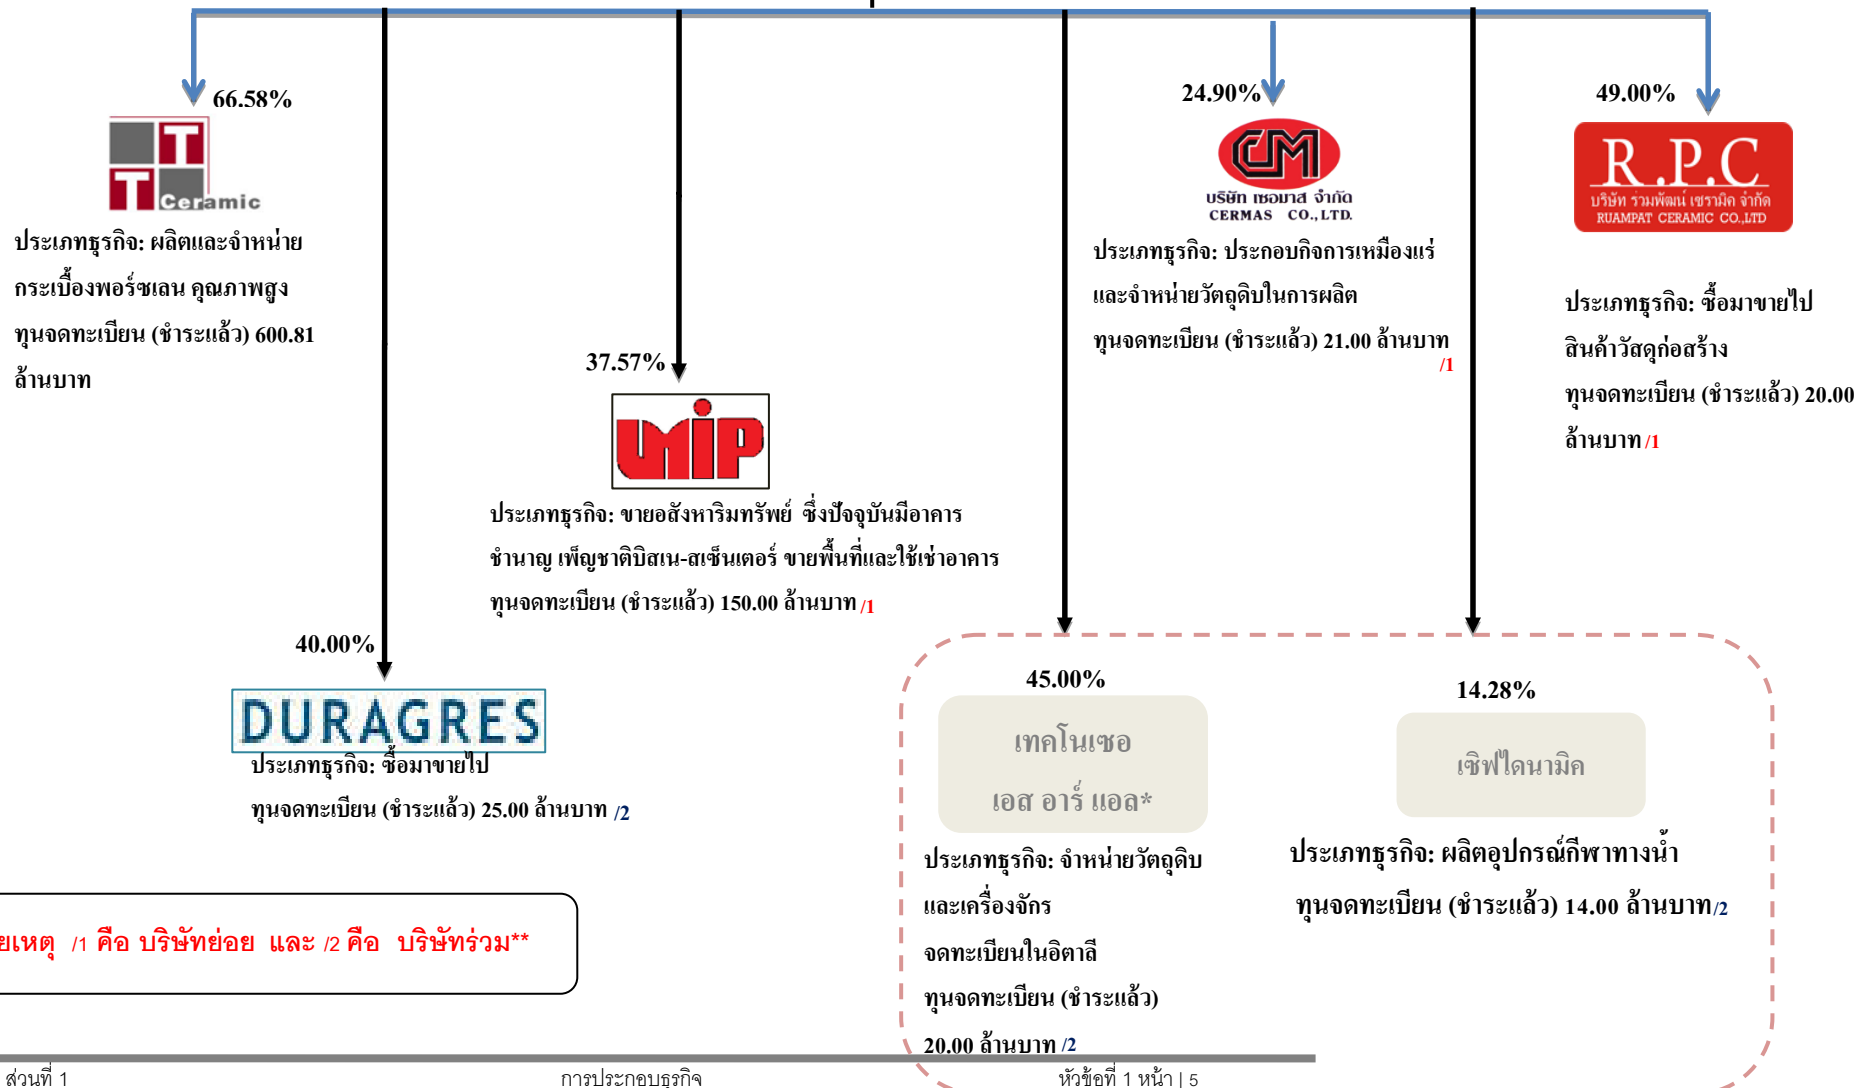 66.58%
TT
T Ceramic
ประเภทธุรกิจ: ผลิตและจำหน่าย
กระเบื้องพอร์ซเลน คุณภาพสูง
ทุนจดทะเบียน (ชำระแล้ว) 600.81
ล้านบาท
24.90%
CM
บริษัท เซอมาส จำกัด
CERMAS CO.,LTD.
ประเภทธุรกิจ: ประกอบกิจการเหมืองแร่
และจำหน่ายวัตถุดิบในการผลิต
ทุนจดทะเบียน (ชำระแล้ว) 21.00 ล้านบาท
/1
49.00%
R.P.C
บริษัท ร่วมพัฒน์ เซรามิค จำกัด
RUAMPAT CERAMIC CO.,LTD
ประเภทธุรกิจ: ซื้อมาขายไป
สินค้าวัสดุก่อสร้าง
ทุนจดทะเบียน (ชำระแล้ว) 20.00
ล้านบาท /1
37.57%
UMIP
ประเภทธุรกิจ: ขายอสังหาริมทรัพย์ ซึ่งปัจจุบันมีอาคาร
ชำนาญ เพ็ญชาติบิสเน-สเซ็นเตอร์ ขายพื้นที่และใช้เช่าอาคาร
ทุนจดทะเบียน (ชำระแล้ว) 150.00 ล้านบาท /1
40.00%
DURAGRES
ประเภทธุรกิจ: ซื้อมาขายไป
ทุนจดทะเบียน (ชำระแล้ว) 25.00 ล้านบาท /2
45.00%
เทคโนเซอ
เอส อาร์ แอล*
ประเภทธุรกิจ: จำหน่ายวัตถุดิบ
และเครื่องจักร
จดทะเบียนในอิตาลี
ทุนจดทะเบียน (ชำระแล้ว)
20.00 ล้านบาท /2
14.28%
เซิฟไดนามิค
ประเภทธุรกิจ: ผลิตอุปกรณ์กีฬาทางน้ำ
ทุนจดทะเบียน (ชำระแล้ว) 14.00 ล้านบาท/2
ยเหตุ /1 คือ บริษัทย่อย และ /2 คือ บริษัทร่วม**
ส่วนที่ 1 การประกอบธุรกิจ หัวข้อที่ 1 หน้า | 5